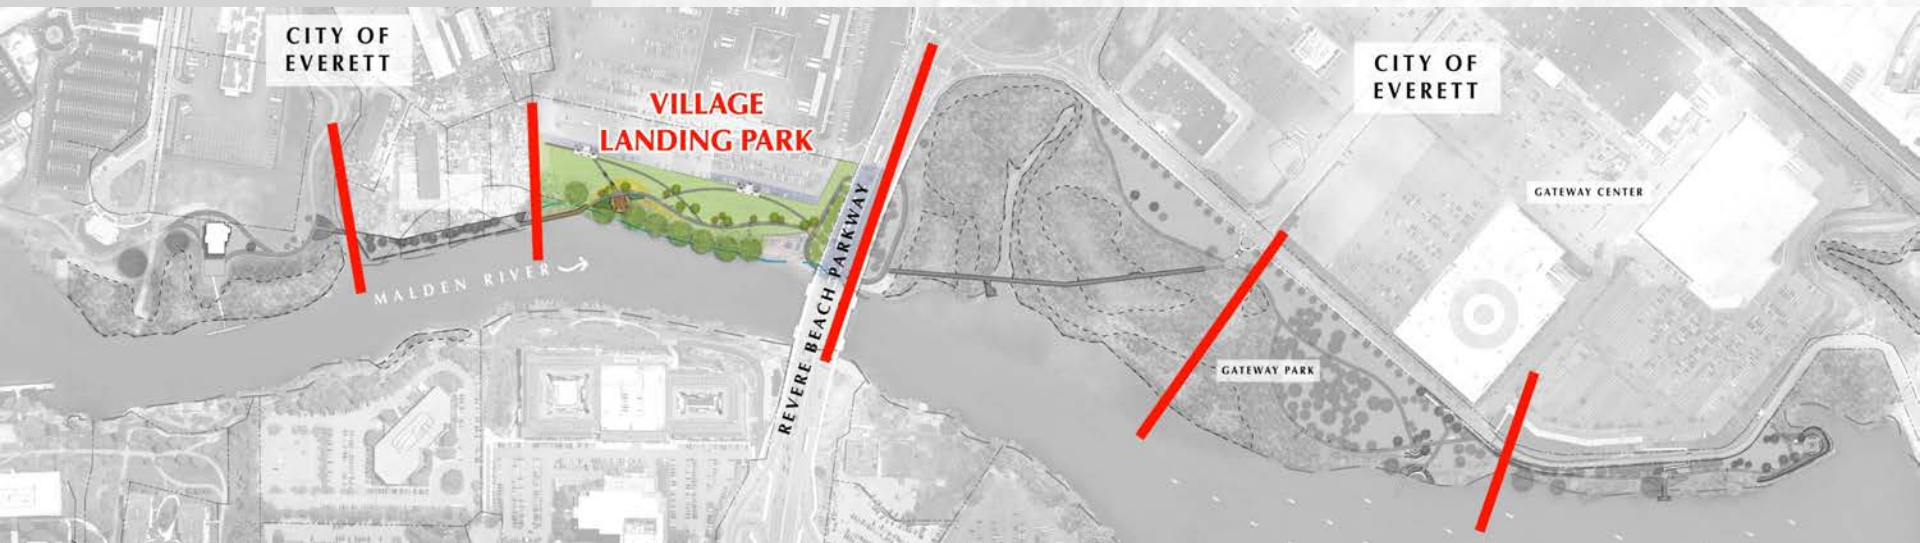 CITY OF
EVERETT
VILLAGE
LANDING PARK
CITY OF
EVERETT
GATEWAY CENTER
MALDEN RIVER
REVERE BEACH PARKWAY
GATEWAY PARK